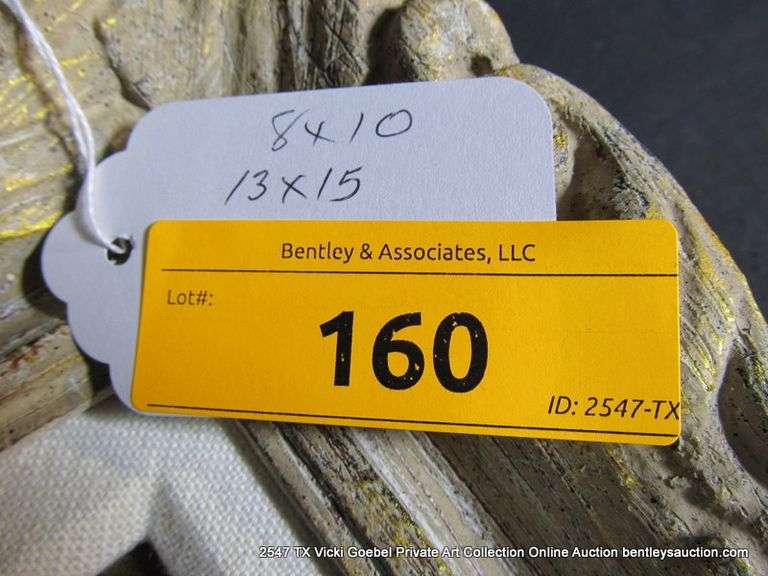 8x10
13x15
Bentley & Associates, LLC
Lot#:
160
ID: 2547-TX
2547 TX Vicki Goebel Private Art Collection Online Auction bentleysauction.com